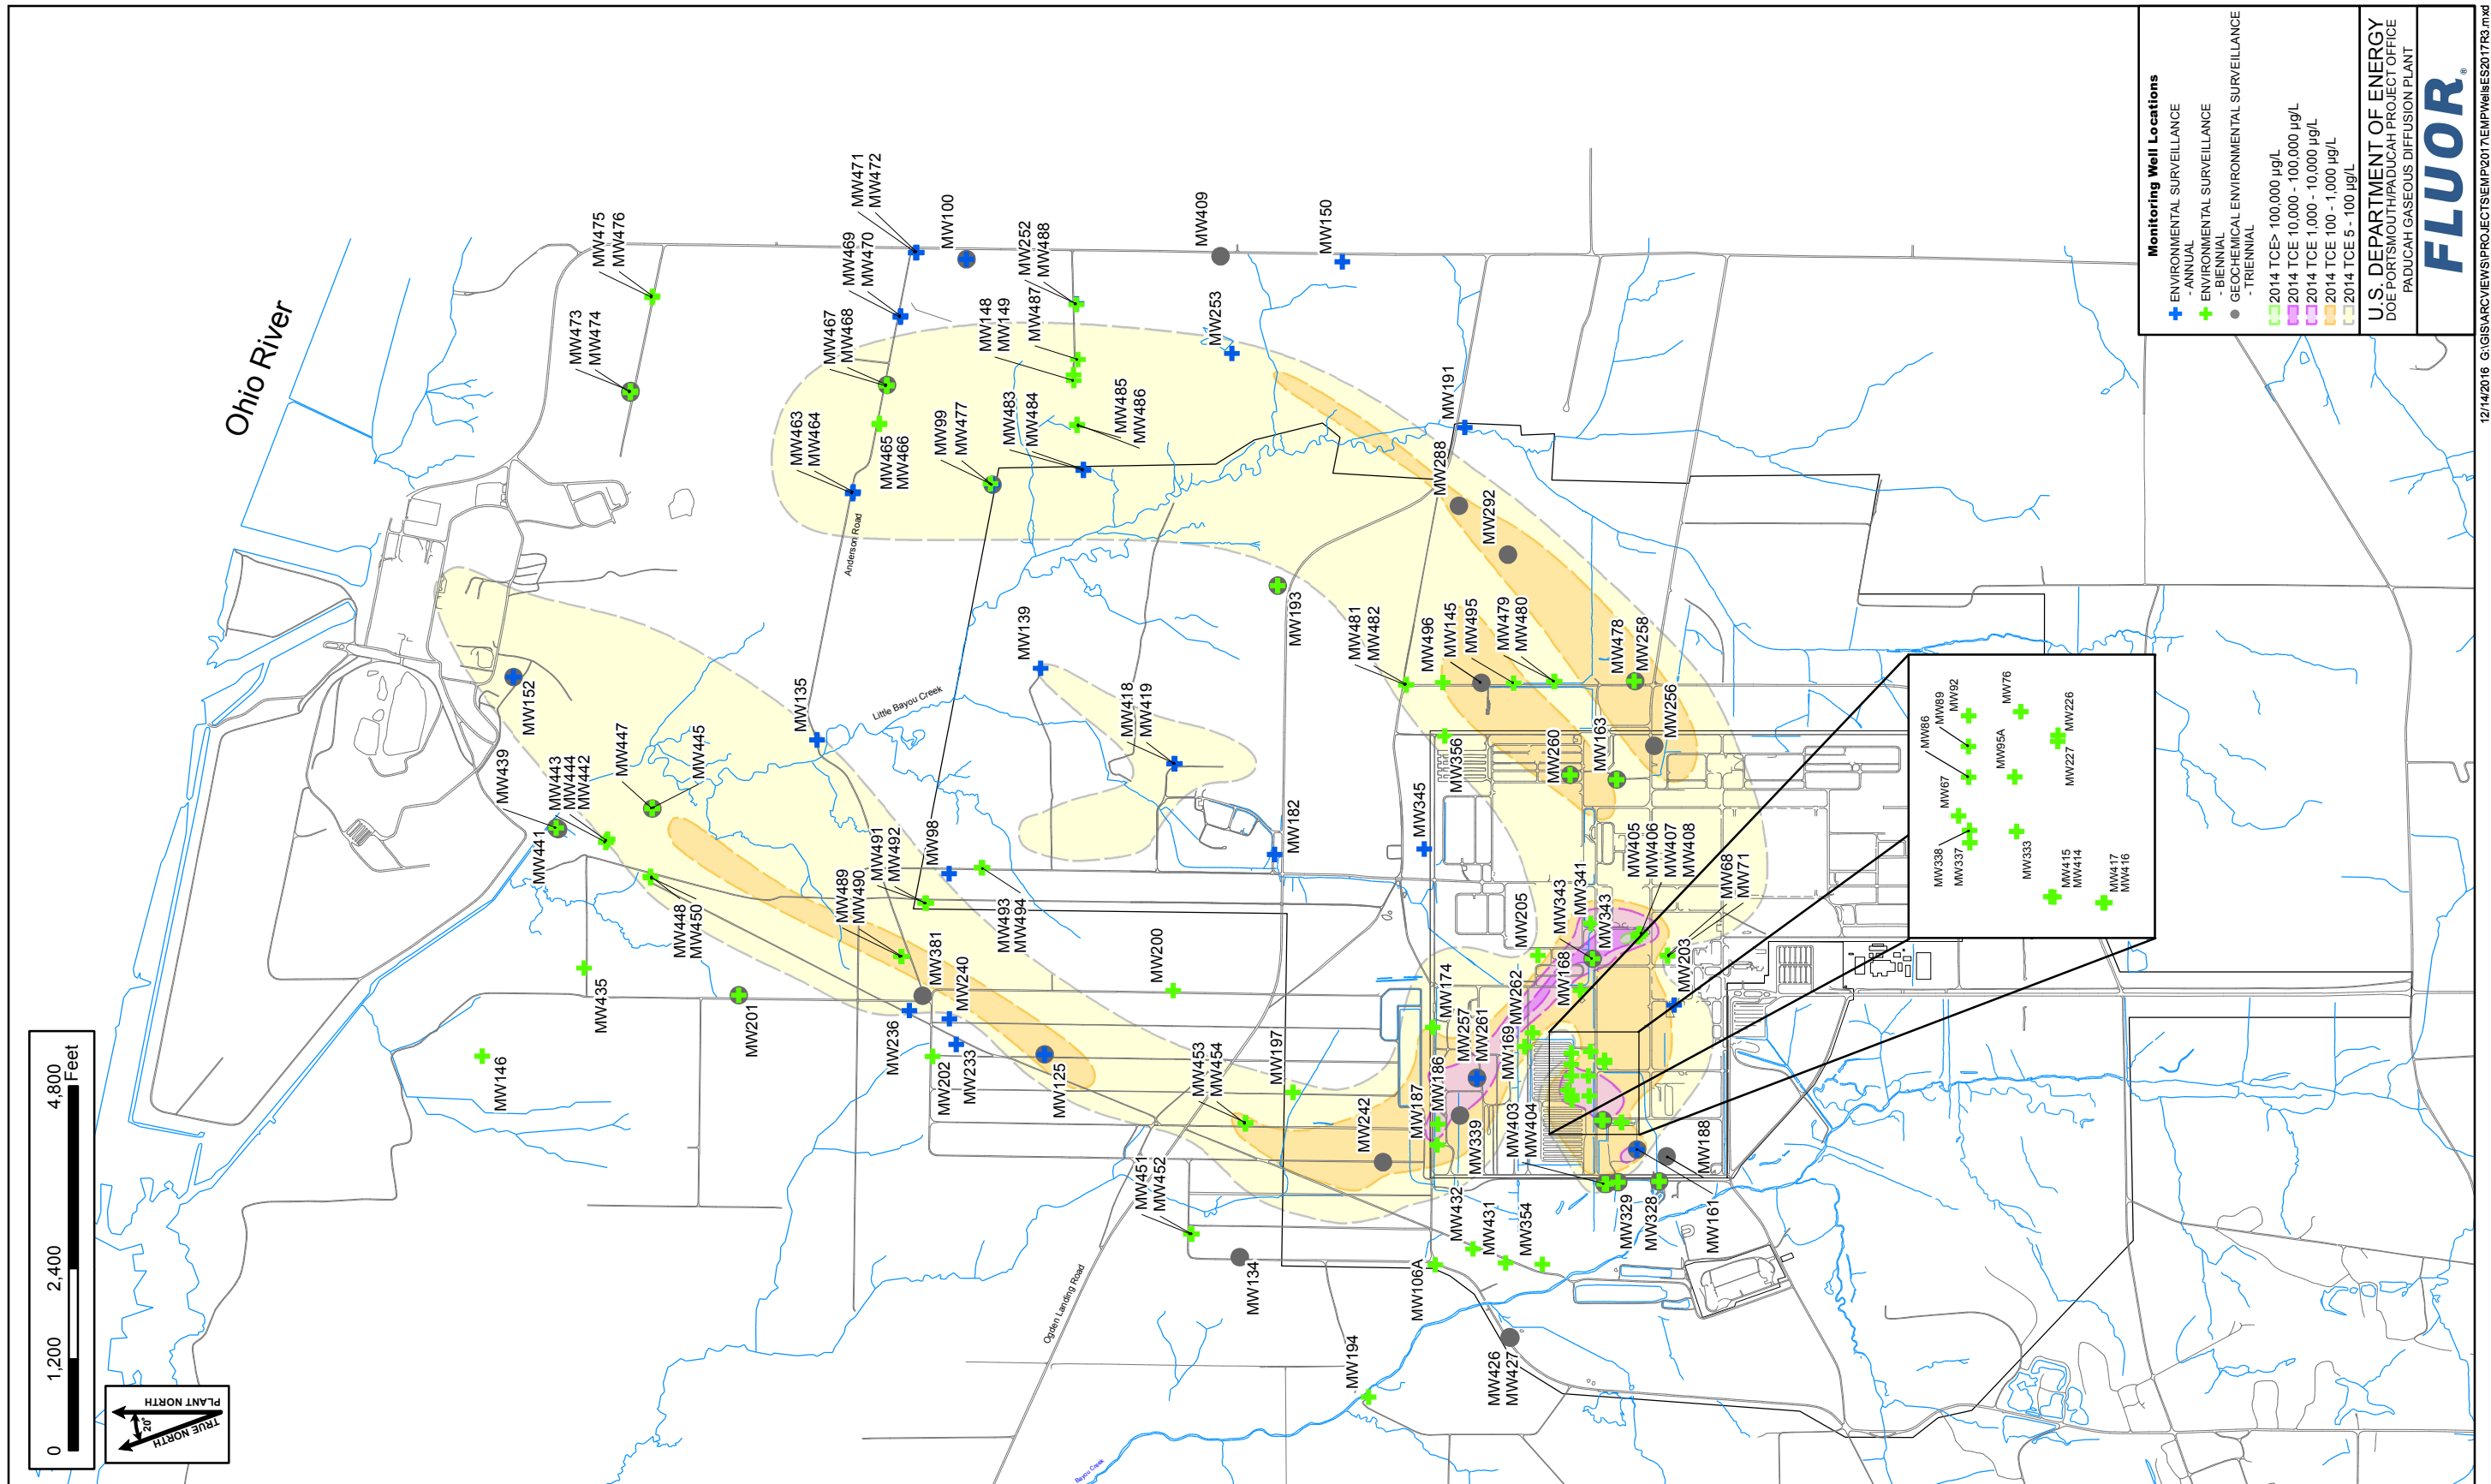 Ohio River
MW475
MW476
MW473
MW474
MW471
MW472
MW469
MW470
MW100
MW467
MW468
MW463
MW464
MW465
MW466
MW252
MW488
MW148
MW149
MW487
MW99
MW477
MW483
MW484
MW485
MW486
MW409
MW150
MW253
MW191
MW288
MW292
Anderson Road
MW139
MW193
MW152
MW135
Little Bayou Creek
MW418
MW419
MW481
MW482
MW496
MW145
MW495
MW479
MW480
MW478
MW258
MW256
MW439
MW443
MW444
MW442
MW447
MW445
MW441
MW448
MW450
MW435
MW201
MW146
MW489
MW490
MW491
MW492
MW98
MW493
MW494
MW381
MW240
MW236
MW202
MW233
MW125
MW200
MW182
MW345
MW356
MW260
MW163
MW205
MW343
MW341
MW343
MW405
MW406
MW407
MW408
MW68
MW71
MW203
MW168
MW262
MW174
MW257
MW261
MW169
MW187
MW186
MW339
MW403
MW404
MW188
MW453
MW454
MW197
MW242
MW451
MW452
MW134
Ogden Landing Road
MW432
MW431
MW354
MW329
MW328
MW161
MW106A
MW194
MW426
MW427
Bayou Creek
MW86
MW89
MW92
MW76
MW67
MW95A
MW226
MW227
MW338
MW337
MW333
MW415
MW414
MW417
MW416
0 1,200 2,400 4,800
Feet
PLANT NORTH
TRUE NORTH
20°
Monitoring Well Locations
ENVIRONMENTAL SURVEILLANCE
- ANNUAL
ENVIRONMENTAL SURVEILLANCE
- BIENNIAL
GEOCHEMICAL ENVIRONMENTAL SURVEILLANCE
- TRIENNIAL
2014 TCE> 100,000 µg/L
2014 TCE 10,000 - 100,000 µg/L
2014 TCE 1,000 - 10,000 µg/L
2014 TCE 100 - 1,000 µg/L
2014 TCE 5 - 100 µg/L
U.S. DEPARTMENT OF ENERGY
DOE PORTSMOUTH/PADUCAH PROJECT OFFICE
PADUCAH GASEOUS DIFFUSION PLANT
FLUOR®
12/14/2016 G:\GIS\ARCVIEWS\PROJECTS\EMP\2017\EMPWellsES2017R3.mxd